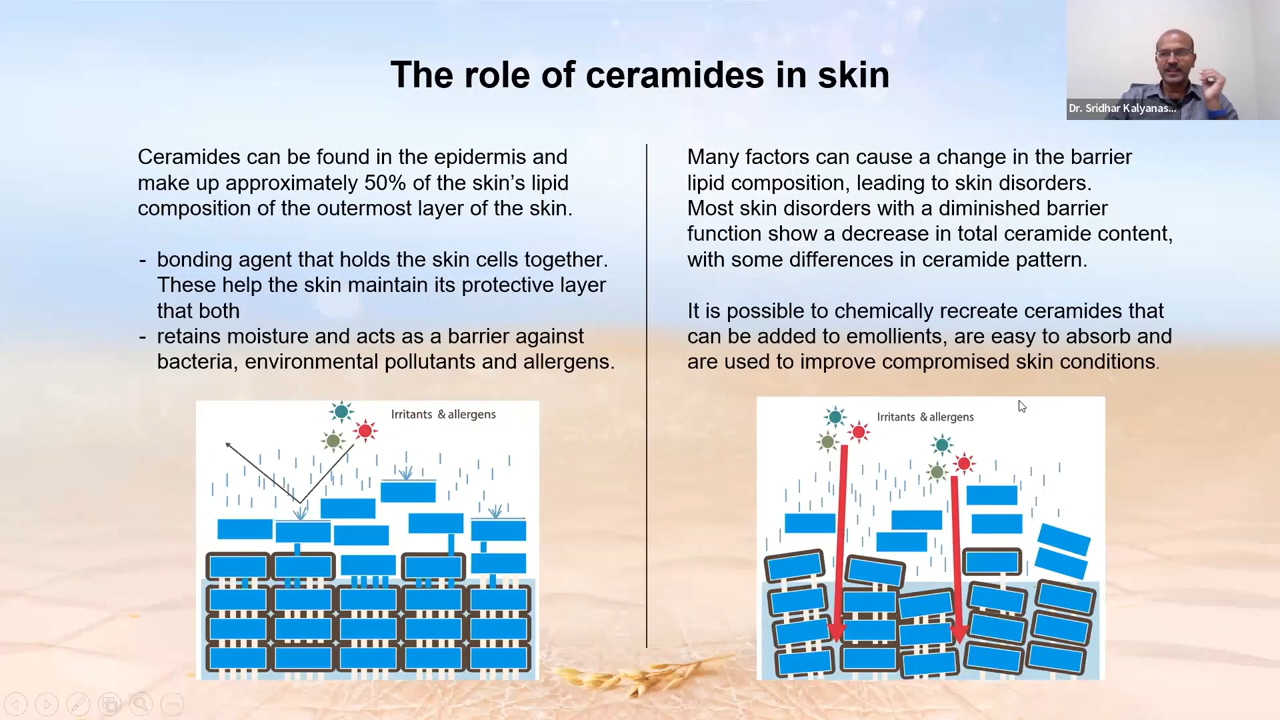 The role of ceramides in skin
Dr. Sridhar Kalyanas...
Ceramides can be found in the epidermis and
make up approximately 50% of the skin's lipid
composition of the outermost layer of the skin.
- bonding agent that holds the skin cells together.
These help the skin maintain its protective layer
that both
- retains moisture and acts as a barrier against
bacteria, environmental pollutants and allergens.
Many factors can cause a change in the barrier
lipid composition, leading to skin disorders.
Most skin disorders with a diminished barrier
function show a decrease in total ceramide content,
with some differences in ceramide pattern.
It is possible to chemically recreate ceramides that
can be added to emollients, are easy to absorb and
are used to improve compromised skin conditions.
Irritants & allergens
Irritants & allergens